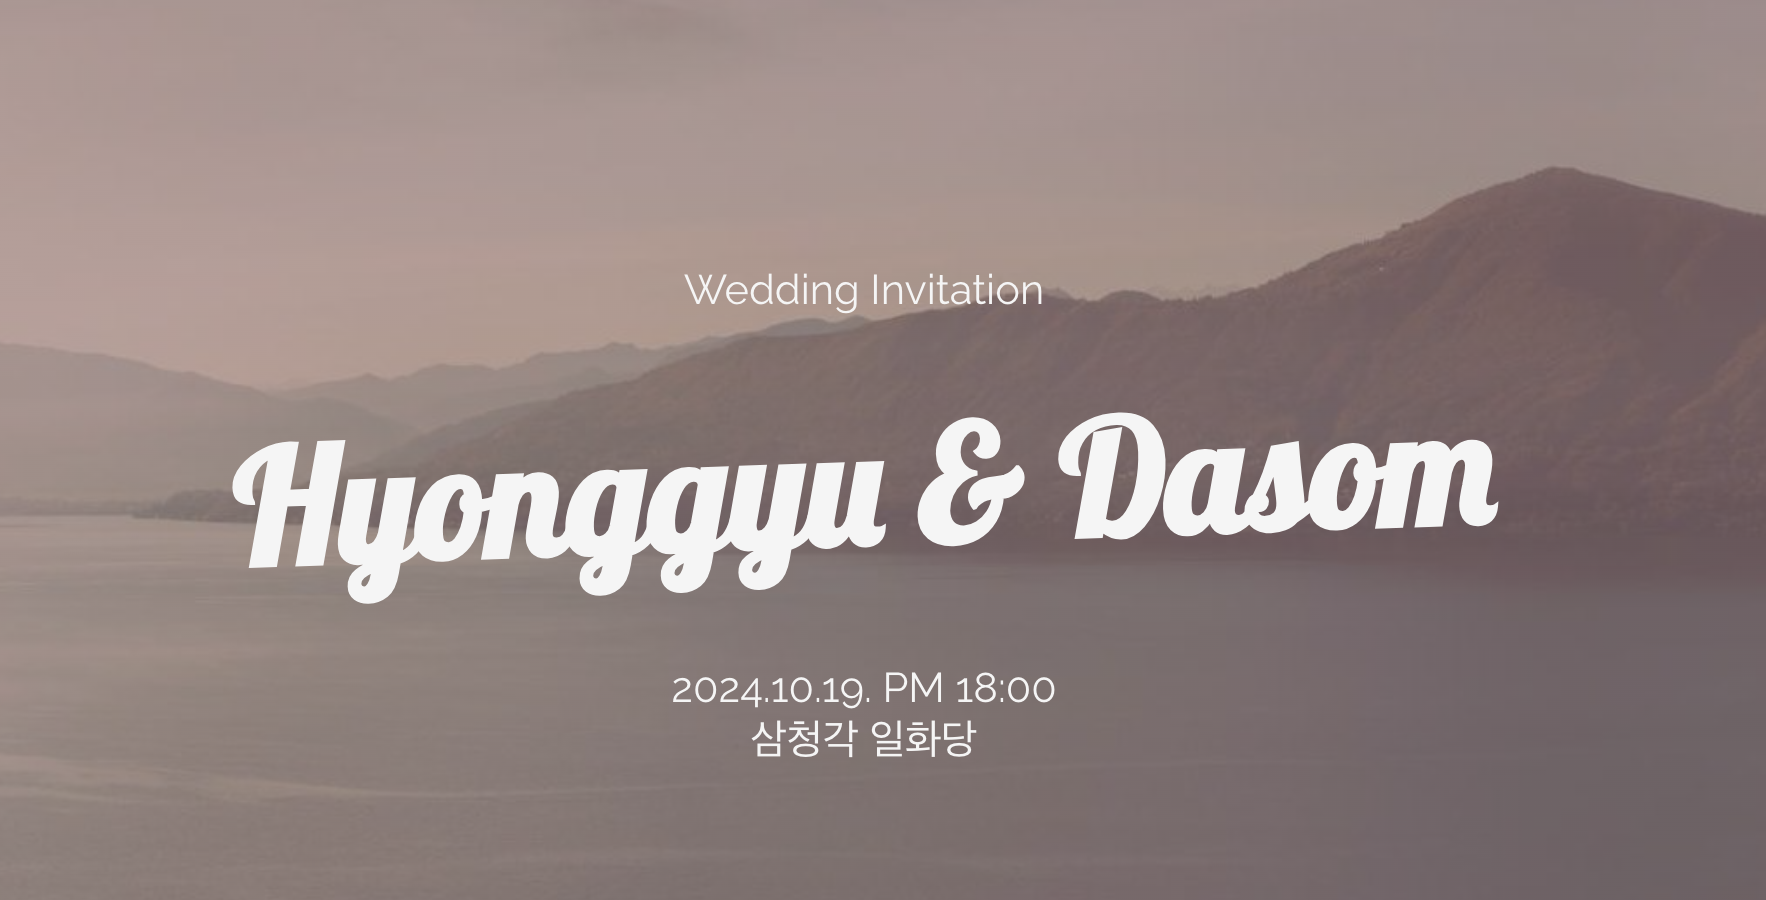 Wedding Invitation
Hyonggyu & Dasom
2024.10.19. PM 18:00
삼청각 일화당